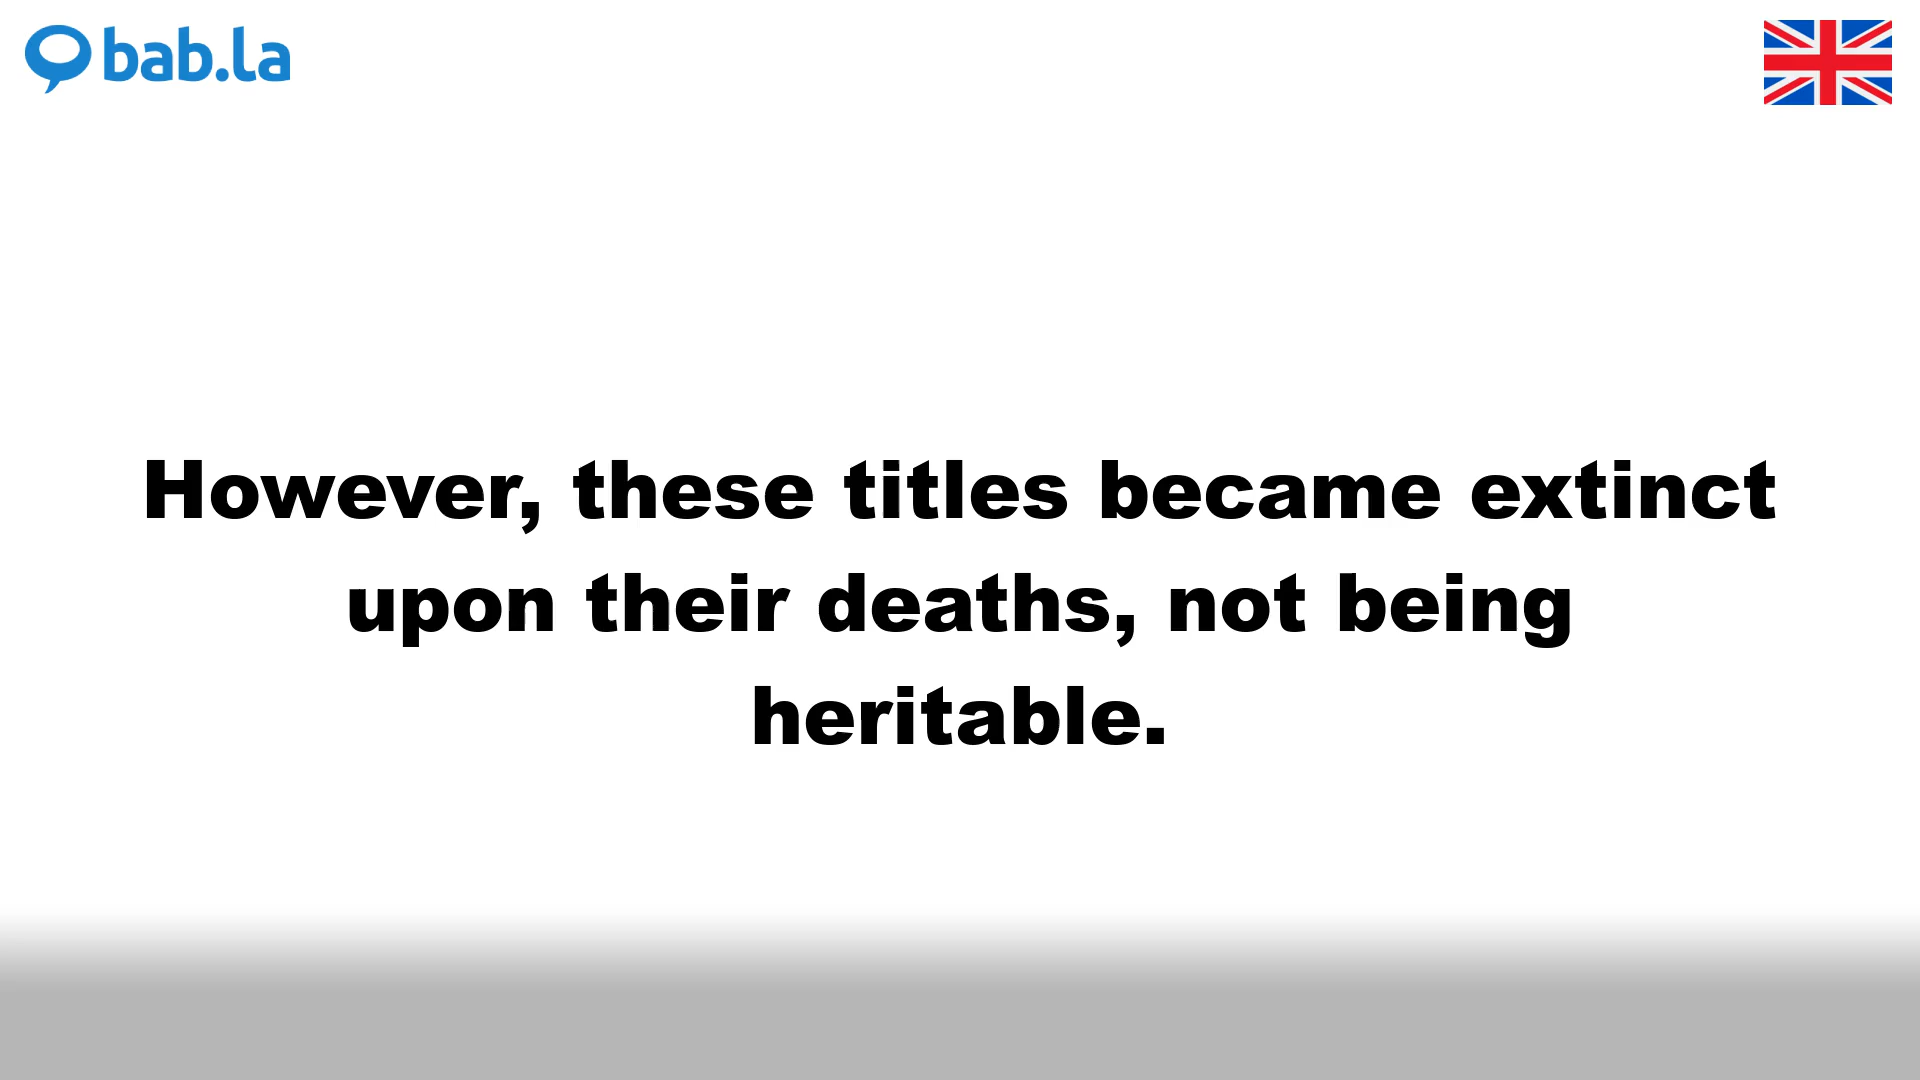 bab.la
However, these titles became extinct
upon their deaths, not being
heritable.